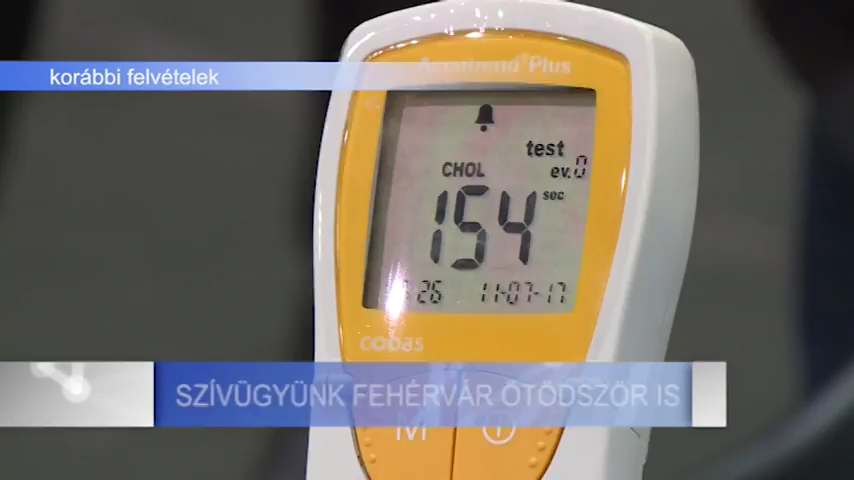 korábbi felvételek
Accutrend® Plus
test
CHOL
ev.0
154 sec
26 11-07-17
cobas
SZÍVÜGYÜNK FEHÉRVÁR ÖTÖDSZÖR IS
M